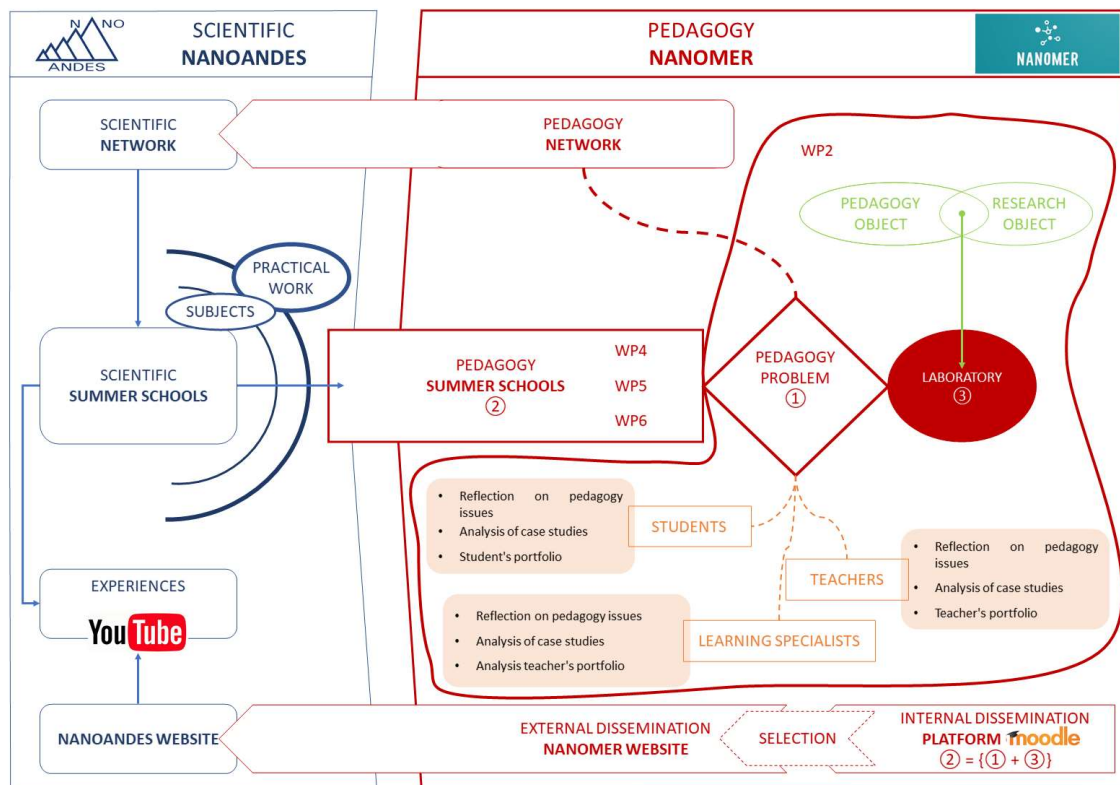 NANO
ANDES
SCIENTIFIC
NANOANDES
PEDAGOGY
NANOMER
NANOMER
SCIENTIFIC
NETWORK
PEDAGOGY
NETWORK
WP2
PEDAGOGY
OBJECT
RESEARCH
OBJECT
PRACTICAL
WORK
SUBJECTS
SCIENTIFIC
SUMMER SCHOOLS
PEDAGOGY
SUMMER SCHOOLS
②
WP4
WP5
WP6
PEDAGOGY
PROBLEM
①
LABORATORY
③
• Reflection on pedagogy
issues
• Analysis of case studies
• Student's portfolio
STUDENTS
TEACHERS
• Reflection on pedagogy
issues
• Analysis of case studies
• Teacher's portfolio
• Reflection on pedagogy issues
• Analysis of case studies
• Analysis teacher's portfolio
LEARNING SPECIALISTS
EXPERIENCES
YouTube
NANOANDES WEBSITE
EXTERNAL DISSEMINATION
NANOMER WEBSITE
SELECTION
INTERNAL DISSEMINATION
PLATFORM moodle
② = {① + ③}